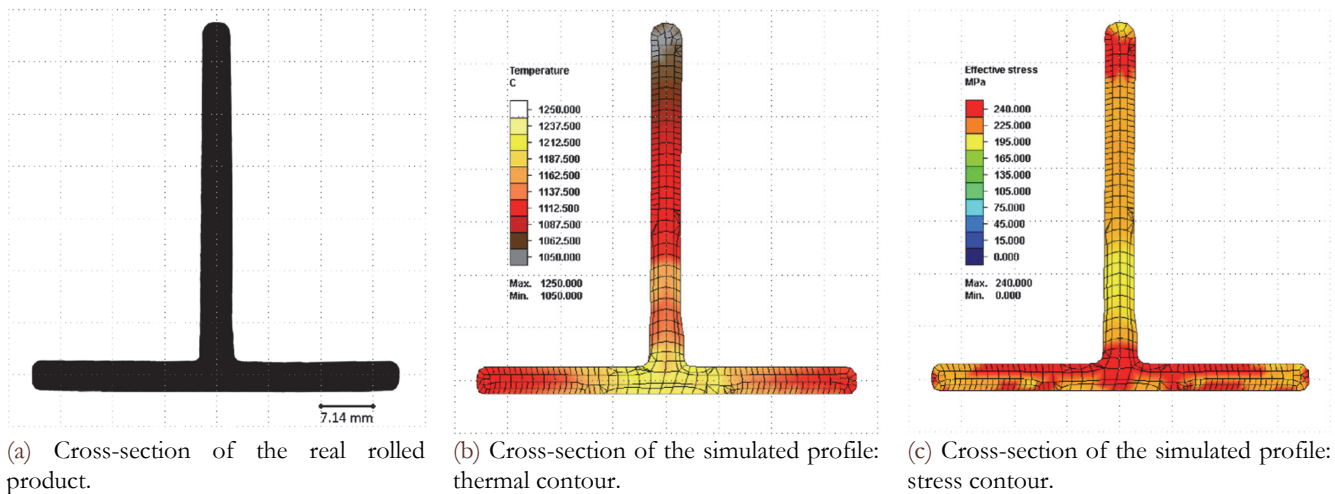 7.14 mm
(a) Cross-section of the real rolled
product.
Temperature
C
1250.000
1237.500
1212.500
1187.500
1162.500
1137.500
1112.500
1087.500
1062.500
1050.000
Max. 1250.000
Min. 1050.000
(b) Cross-section of the simulated profile:
thermal contour.
Effective stress
MPa
240.000
225.000
195.000
165.000
135.000
105.000
75.000
45.000
15.000
0.000
Max. 240.000
Min. 0.000
(c) Cross-section of the simulated profile:
stress contour.